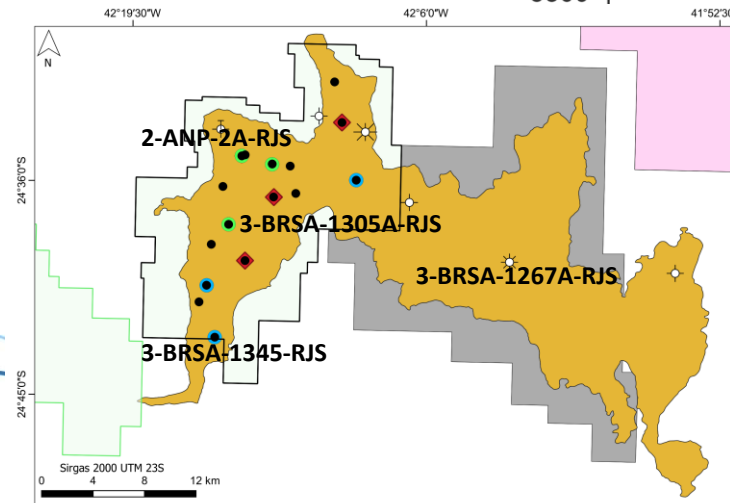 42°19'30"W
42°6'0"W
41°52'30
N
2-ANP-2A-RJS
24°36'0"S
3-BRSA-1305A-RJS
3-BRSA-1267A-RJS
3-BRSA-1345-RJS
24°45'0"S
Sirgas 2000 UTM 23S
0 4 8 12 km